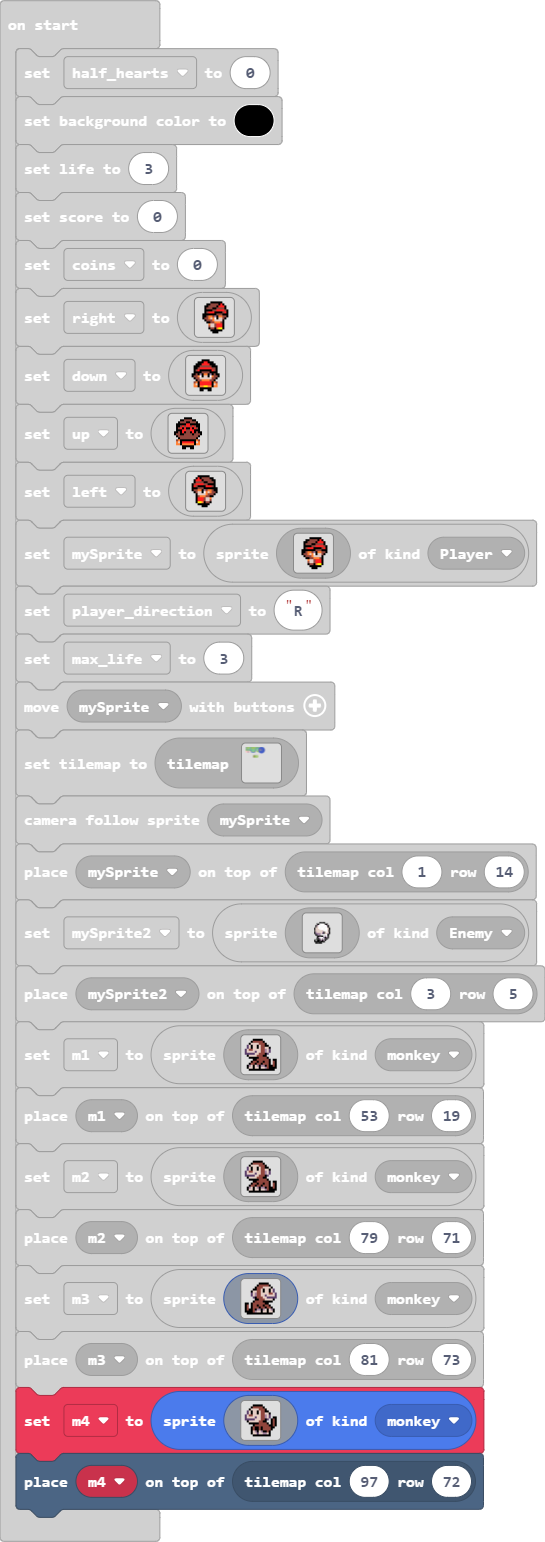 on start
set half_hearts to 0
set background color to
set life to 3
set score to 0
set coins to 0
set right to
set down to
set up to
set left to
set mySprite to sprite of kind Player
set player_direction to "R"
set max_life to 3
move mySprite with buttons
set tilemap to tilemap
camera follow sprite mySprite
place mySprite on top of tilemap col 1 row 14
set mySprite2 to sprite of kind Enemy
place mySprite2 on top of tilemap col 3 row 5
set m1 to sprite of kind monkey
place m1 on top of tilemap col 53 row 19
set m2 to sprite of kind monkey
place m2 on top of tilemap col 79 row 71
set m3 to sprite of kind monkey
place m3 on top of tilemap col 81 row 73
set m4 to sprite of kind monkey
place m4 on top of tilemap col 97 row 72